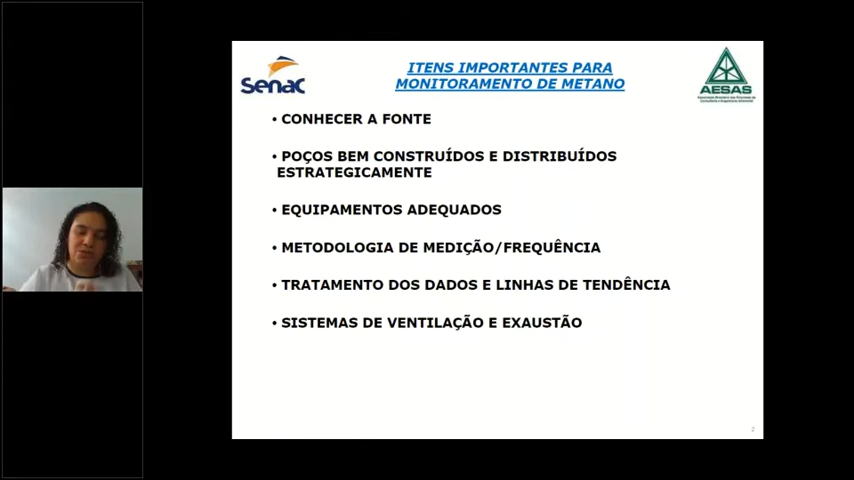 Senac
ITENS IMPORTANTES PARA
MONITORAMENTO DE METANO
AESAS
• CONHECER A FONTE
• POÇOS BEM CONSTRUÍDOS E DISTRIBUÍDOS
ESTRATEGICAMENTE
• EQUIPAMENTOS ADEQUADOS
• METODOLOGIA DE MEDIÇÃO/FREQUÊNCIA
• TRATAMENTO DOS DADOS E LINHAS DE TENDÊNCIA
• SISTEMAS DE VENTILAÇÃO E EXAUSTÃO
2